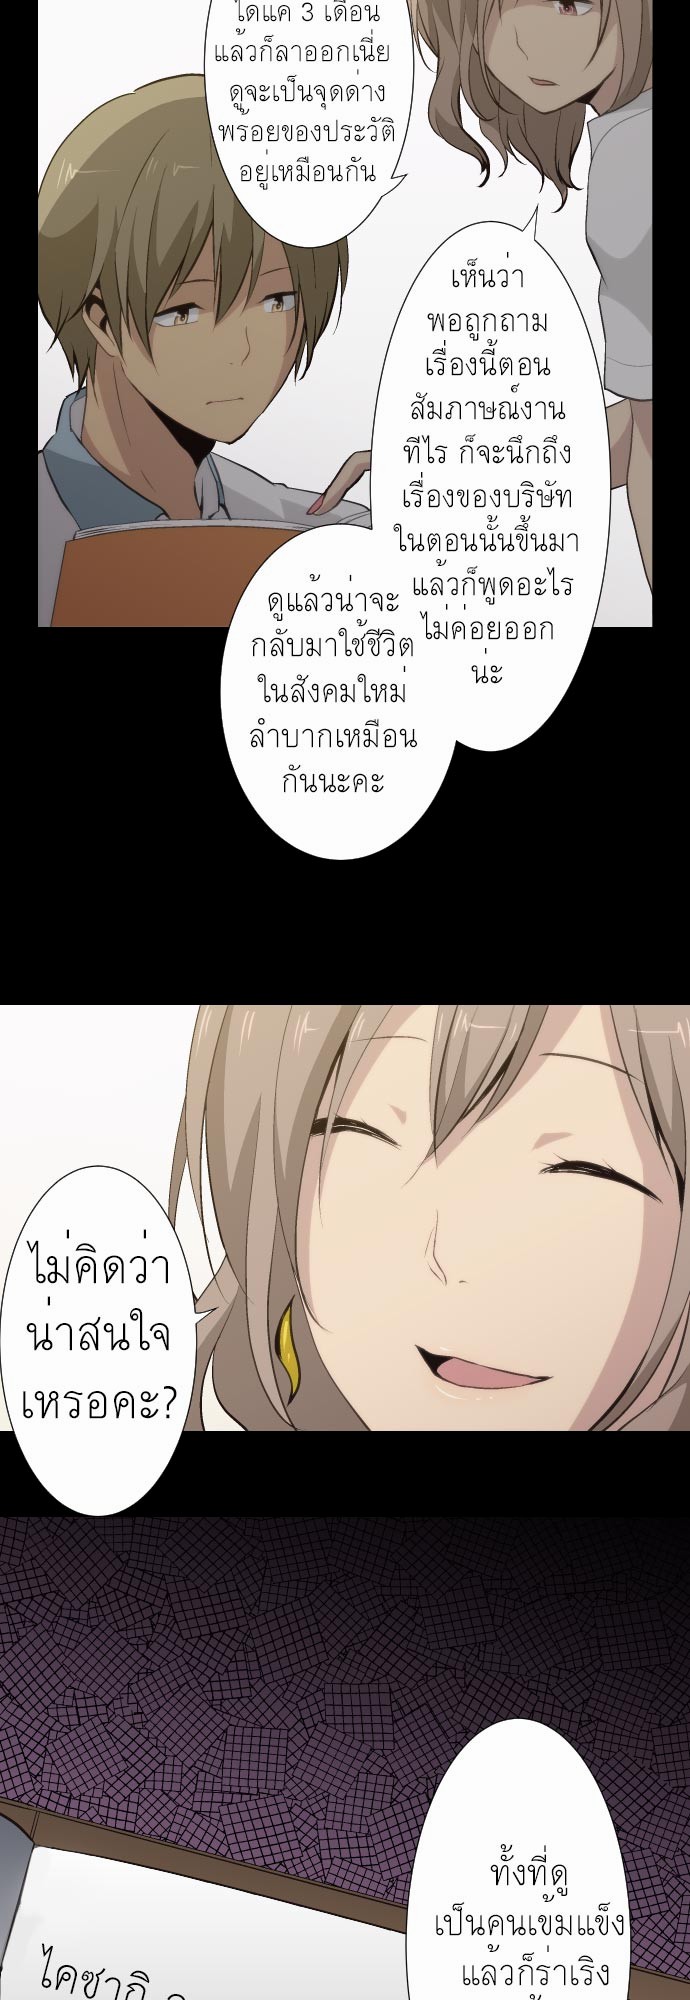 ได้แค่ 3 เดือน
แล้วก็ลาออกเนี่ย
ดูจะเป็นจุดด่าง
พร้อยของประวัติ
อยู่เหมือนกัน
เห็นว่า
พอถูกถาม
เรื่องนี้ตอน
สัมภาษณ์งาน
ทีไร ก็จะนึกถึง
เรื่องของบริษัท
ในตอนนั้นขึ้นมา
แล้วก็พูดอะไร
ไม่ค่อยออก
น่ะ
ดูแล้วน่าจะ
กลับมาใช้ชีวิต
ในสังคมใหม่
ลำบากเหมือน
กันนะคะ
ไม่คิดว่า
น่าสนใจ
เหรอคะ?
ทั้งที่ดู
เป็นคนเข้มแข็ง
แล้วก็ร่าเริง
ไคซากิ